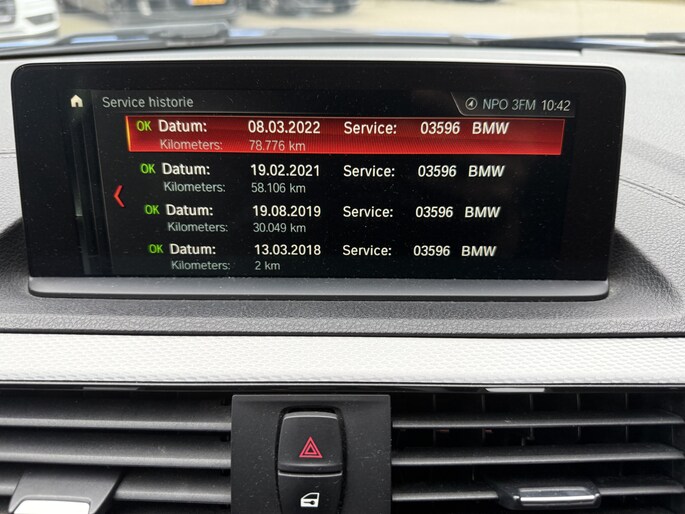 Service historie NPO 3FM 10:42
OK Datum: 08.03.2022 Service: 03596 BMW
Kilometers: 78.776 km
OK Datum: 19.02.2021 Service: 03596 BMW
Kilometers: 58.106 km
OK Datum: 19.08.2019 Service: 03596 BMW
Kilometers: 30.049 km
OK Datum: 13.03.2018 Service: 03596 BMW
Kilometers: 2 km